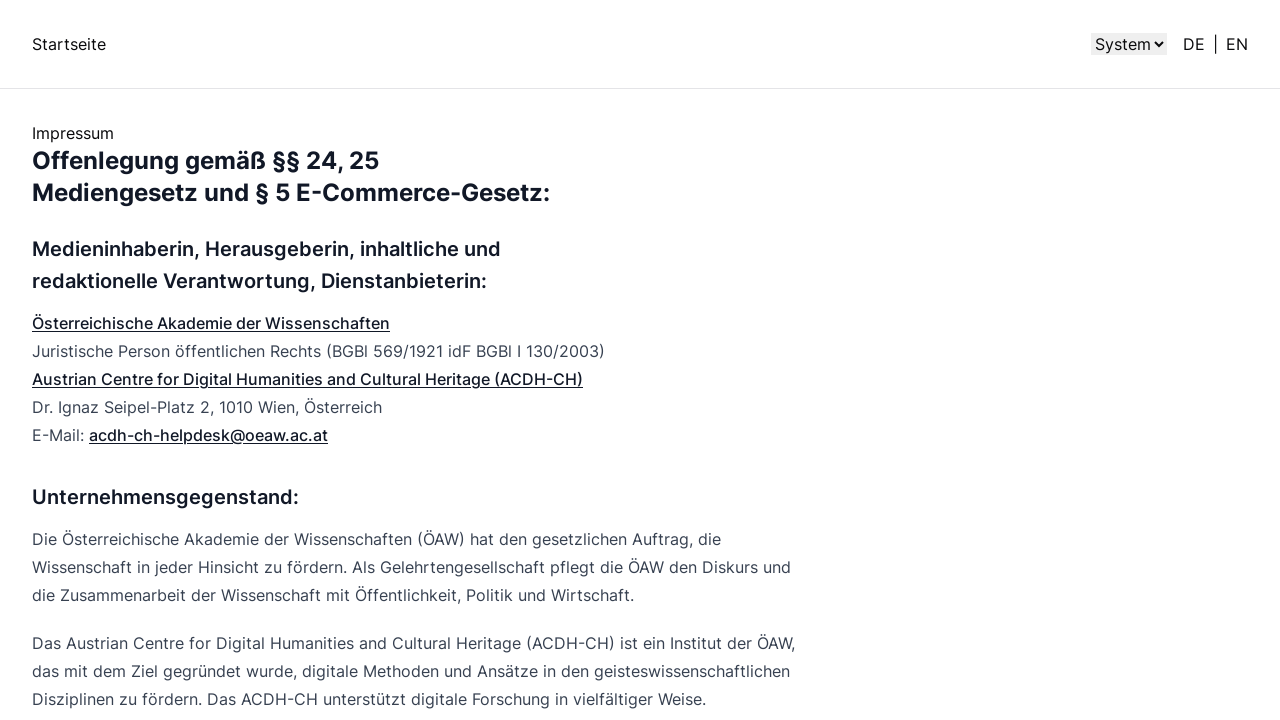 Startseite
System DE | EN
Impressum
Offenlegung gemäß §§ 24, 25
Mediengesetz und § 5 E-Commerce-Gesetz:
Medieninhaberin, Herausgeberin, inhaltliche und
redaktionelle Verantwortung, Dienstanbieterin:
Österreichische Akademie der Wissenschaften
Juristische Person öffentlichen Rechts (BGBl 569/1921 idF BGBl I 130/2003)
Austrian Centre for Digital Humanities and Cultural Heritage (ACDH-CH)
Dr. Ignaz Seipel-Platz 2, 1010 Wien, Österreich
E-Mail: acdh-ch-helpdesk@oeaw.ac.at
Unternehmensgegenstand:
Die Österreichische Akademie der Wissenschaften (ÖAW) hat den gesetzlichen Auftrag, die
Wissenschaft in jeder Hinsicht zu fördern. Als Gelehrtengesellschaft pflegt die ÖAW den Diskurs und
die Zusammenarbeit der Wissenschaft mit Öffentlichkeit, Politik und Wirtschaft.
Das Austrian Centre for Digital Humanities and Cultural Heritage (ACDH-CH) ist ein Institut der ÖAW,
das mit dem Ziel gegründet wurde, digitale Methoden und Ansätze in den geisteswissenschaftlichen
Disziplinen zu fördern. Das ACDH-CH unterstützt digitale Forschung in vielfältiger Weise.